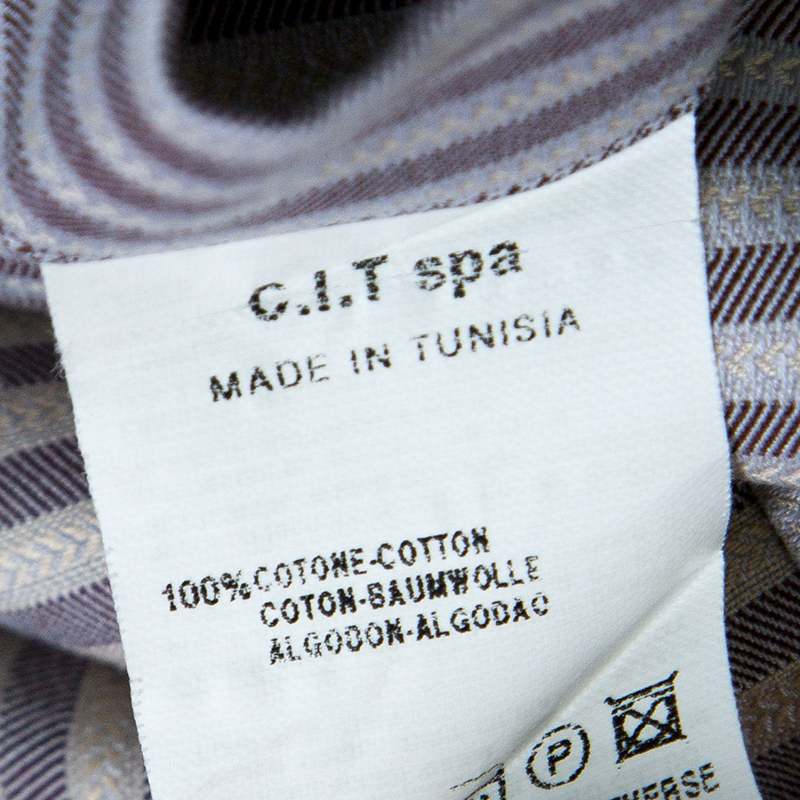 C.I.T spa
MADE IN TUNISIA
100% COTONE-COTTON
COTON-BAUMWOLLE
ALGODON-ALGODAO
P